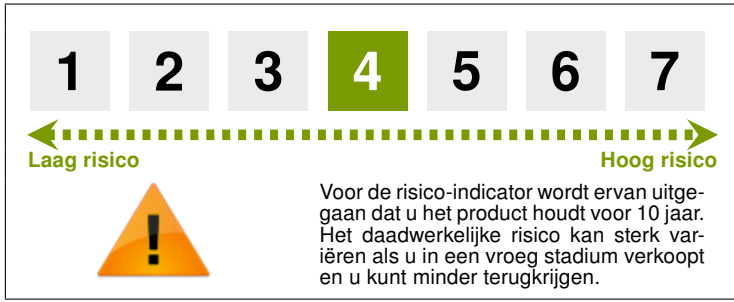 1 2 3 4 5 6 7
Laag risico Hoog risico
Voor de risico-indicator wordt ervan uitge-
gaan dat u het product houdt voor 10 jaar.
Het daadwerkelijke risico kan sterk var-
iëren als u in een vroeg stadium verkoopt
en u kunt minder terugkrijgen.